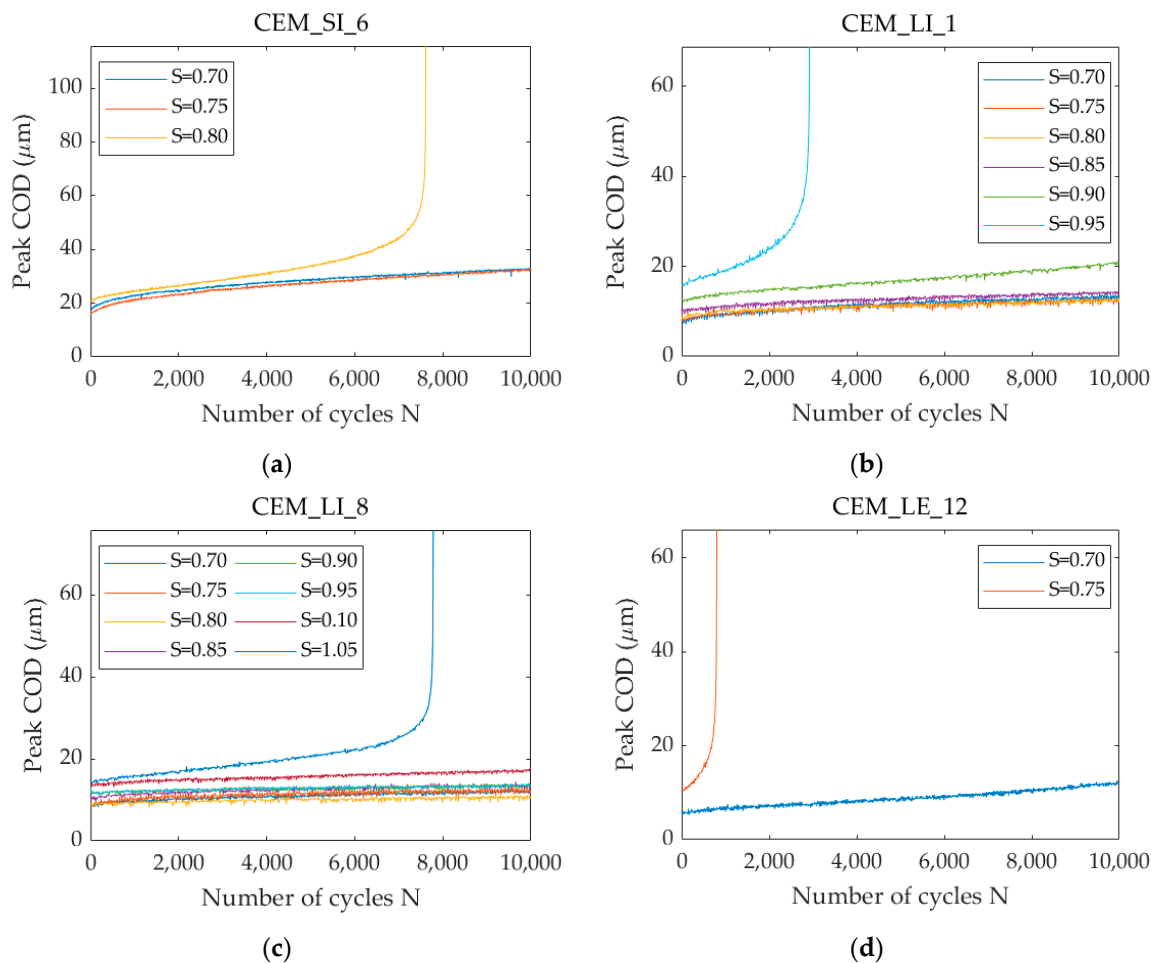 CEM_SI_6
Peak COD (μm)
100
80
60
40
20
0
S=0.70
S=0.75
S=0.80
0 2,000 4,000 6,000 8,000 10,000
Number of cycles N
(a)
CEM_LI_1
Peak COD (μm)
60
40
20
0
S=0.70
S=0.75
S=0.80
S=0.85
S=0.90
S=0.95
0 2,000 4,000 6,000 8,000 10,000
Number of cycles N
(b)
CEM_LI_8
Peak COD (μm)
60
40
20
0
S=0.70 S=0.90
S=0.75 S=0.95
S=0.80 S=0.10
S=0.85 S=1.05
0 2,000 4,000 6,000 8,000 10,000
Number of cycles N
(c)
CEM_LE_12
Peak COD (μm)
60
40
20
0
S=0.70
S=0.75
0 2,000 4,000 6,000 8,000 10,000
Number of cycles N
(d)